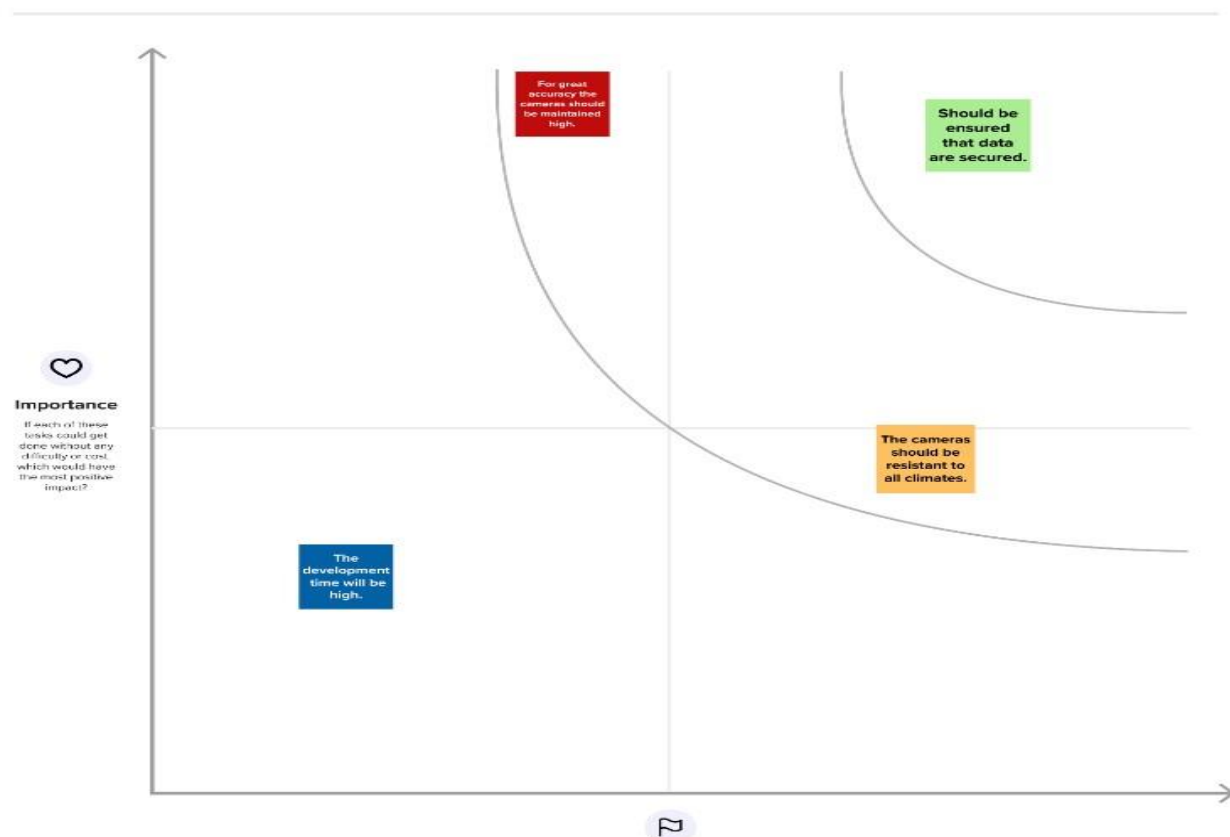 For great
accuracy the
cameras should
be maintained
high.
Should be
ensured
that data
are secured.
Importance
If each of these
tasks could get
done without any
difficulty or cost,
which would have
the most positive
impact?
The cameras
should be
resistant to
all climates.
The
development
time will be
high.